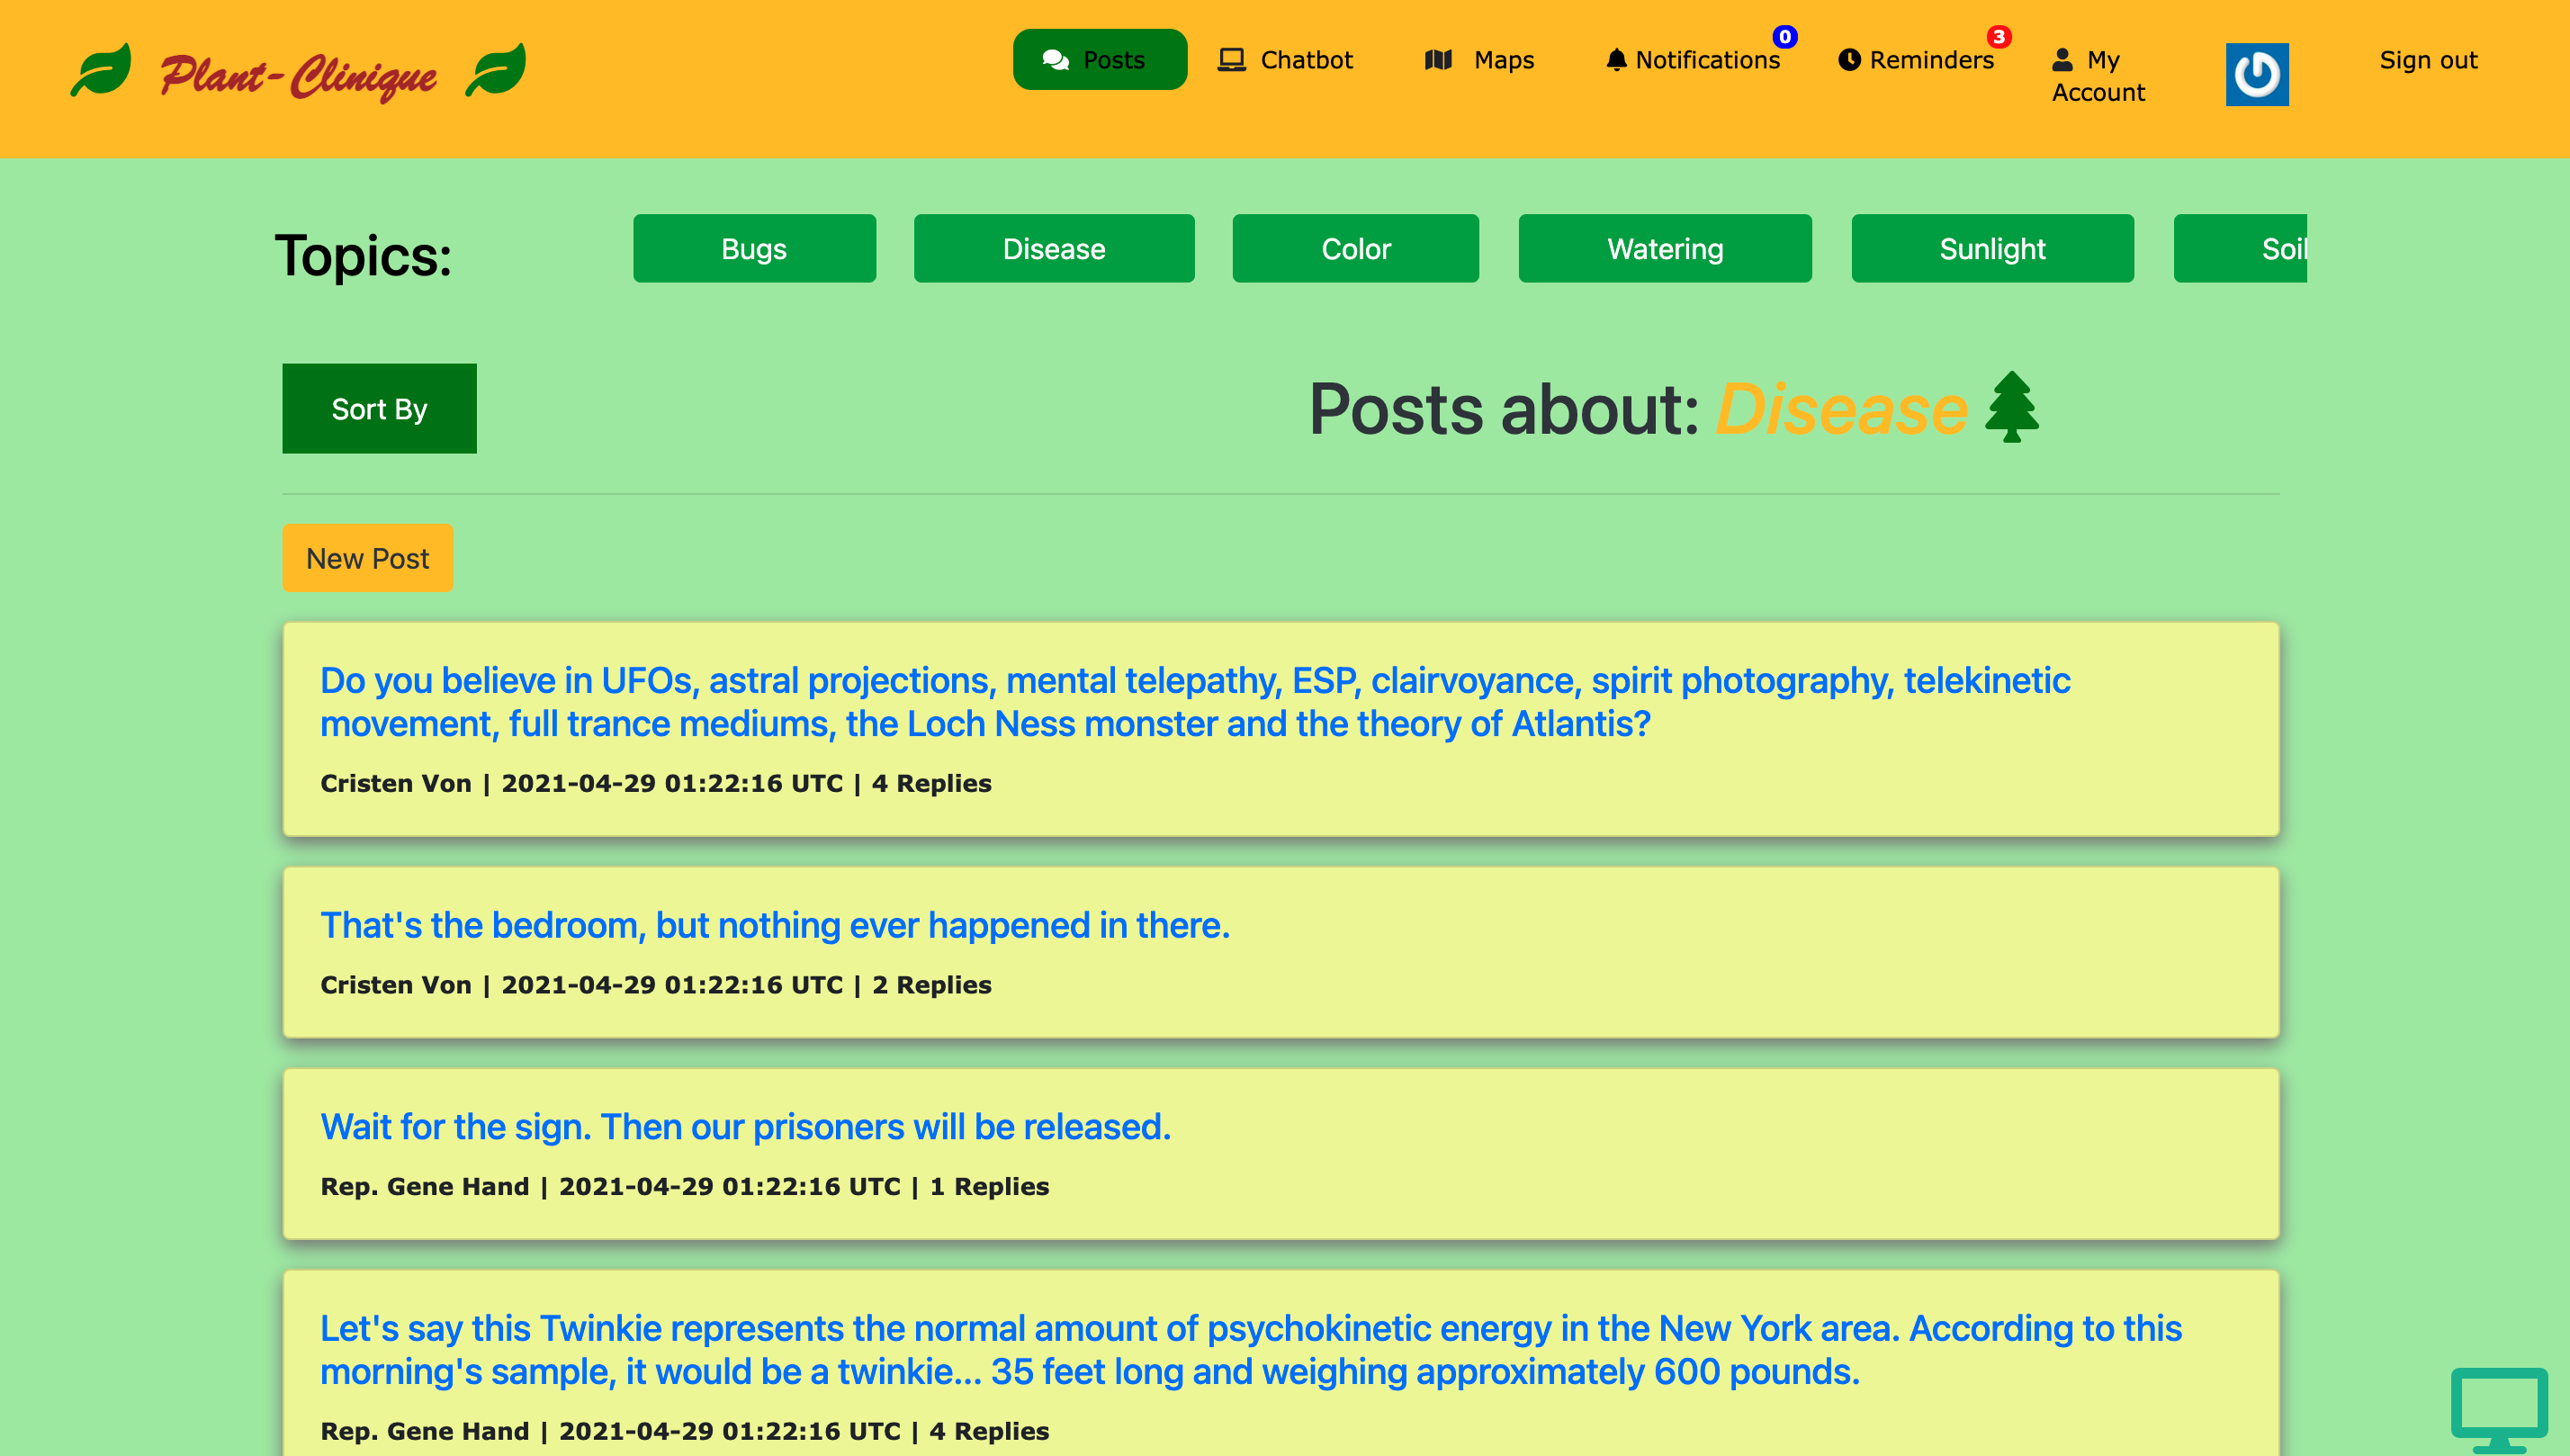 Plant-Clinique
Posts
Chatbot
Maps
Notifications
0
Reminders
3
My
Account
Sign out
Topics:
Bugs
Disease
Color
Watering
Sunlight
Soil
Sort By
Posts about: Disease
New Post
Do you believe in UFOs, astral projections, mental telepathy, ESP, clairvoyance, spirit photography, telekinetic
movement, full trance mediums, the Loch Ness monster and the theory of Atlantis?
Cristen Von | 2021-04-29 01:22:16 UTC | 4 Replies
That's the bedroom, but nothing ever happened in there.
Cristen Von | 2021-04-29 01:22:16 UTC | 2 Replies
Wait for the sign. Then our prisoners will be released.
Rep. Gene Hand | 2021-04-29 01:22:16 UTC | 1 Replies
Let's say this Twinkie represents the normal amount of psychokinetic energy in the New York area. According to this
morning's sample, it would be a twinkie... 35 feet long and weighing approximately 600 pounds.
Rep. Gene Hand | 2021-04-29 01:22:16 UTC | 4 Replies